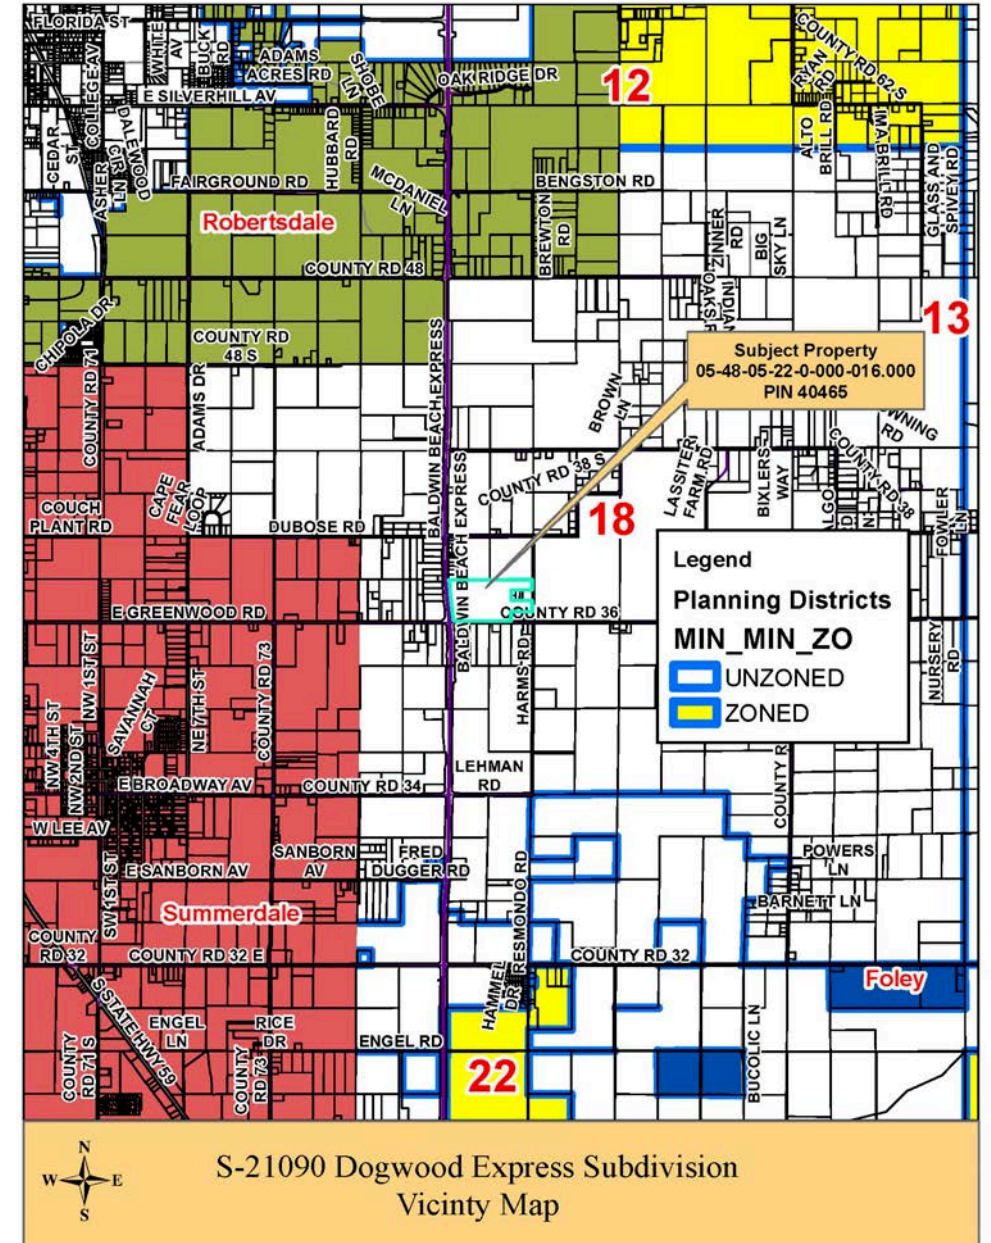 FLORIDA ST
COLLEGE AV
WHITE
AV
BUCK
RD
ADAMS
ACRES RD
SHOBE
LN
OAK RIDGE DR
12
COUNTY RD 62 S
RYAN
RD
E SILVERHILL AV
CEDAR
ST
DALEWOOD
CIR
ASHER
LN
HUBBARD
RD
ALTO
BRILL RD
IMA BRILL RD
GLASS AND
SPIVEY RD
FAIRGROUND RD
MCDANIEL
LN
BENGSTON RD
Robertsdale
BREWTON
RD
ZINNER
RD
BIG
SKY LN
COUNTY RD 48
INDIAN
OAKS
13
CHIPOLA DR
COUNTY RD
48 S
Subject Property
05-48-05-22-0-000-016.000
PIN 40465
COUNTY RD 71
ADAMS DR
BALDWIN BEACH EXPRESS
BROWN
LN
WNING
RD
COUNTY RD 38 S
LASSITER
FARM RD
BIXLERS
WAY
COUNTY RD 38
COUCH
PLANT RD
CAPE
FEAR
LOOP
DUBOSE RD
BALDWIN BEACH EXPRESS
18
ALGO
FOWLER
LN
Legend
Planning Districts
MIN_MIN_ZO
UNZONED
ZONED
E GREENWOOD RD
COUNTY RD 36
NW 1ST ST
SAVANNAH
CT
NE 7TH ST
COUNTY RD 73
HARMS RD
NURSERY
RD
NW 4TH ST
NW 2ND ST
LEHMAN
RD
E BROADWAY AV
COUNTY RD 34
COUNTY R
W LEE AV
SANBORN
AV
FRED
DUGGER RD
POWERS
LN
E SANBORN AV
BARNETT LN
SW 1ST ST
Summerdale
RESMONDO RD
COUNTY
RD 32
COUNTY RD 32 E
COUNTY RD 32
Foley
S STATE HWY 59
HAMMEL
DR
ENGEL
LN
RICE
DR
ENGEL RD
COUNTY
RD 71 S
COUNTY
RD 73
22
BUCOLIC LN
N
W E
S
S-21090 Dogwood Express Subdivision
Vicinty Map